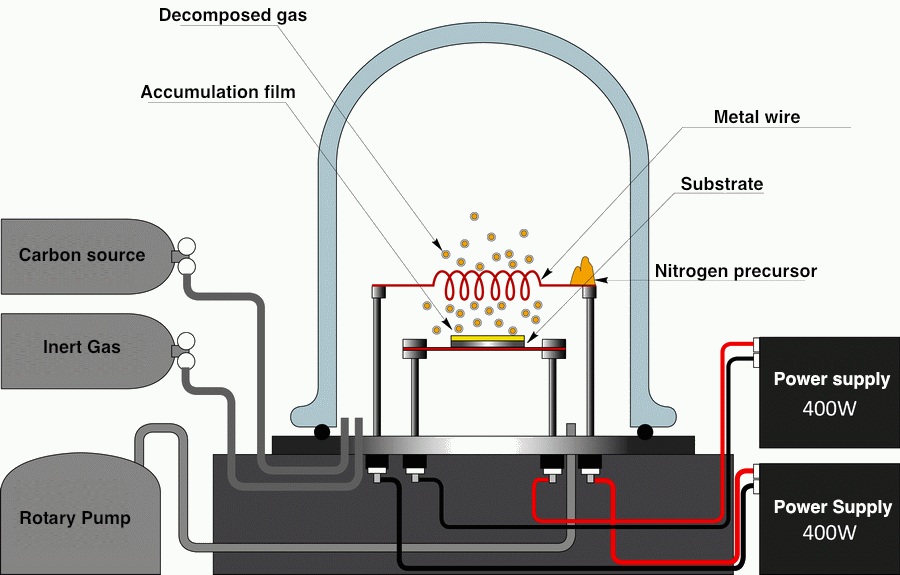 Decomposed gas
Accumulation film
Metal wire
Substrate
Carbon source
Nitrogen precursor
Inert Gas
Power supply
400W
Rotary Pump
Power Supply
400W